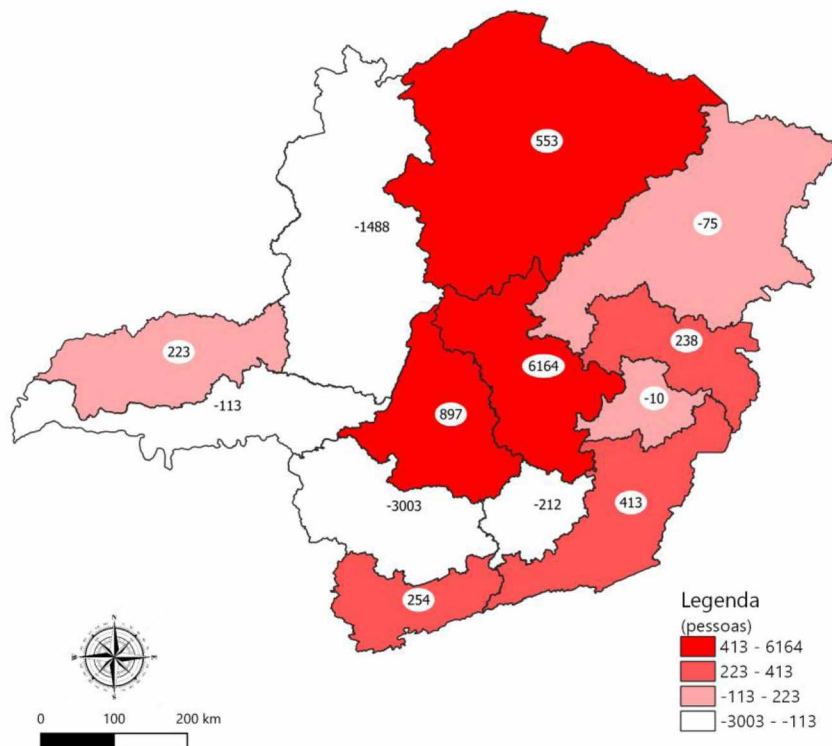 553
-1488
-75
223
238
6164
-10
-113
897
-3003
-212
413
254
Legenda
(pessoas)
413 - 6164
223 - 413
-113 - 223
-3003 - -113
N
0 100 200 km